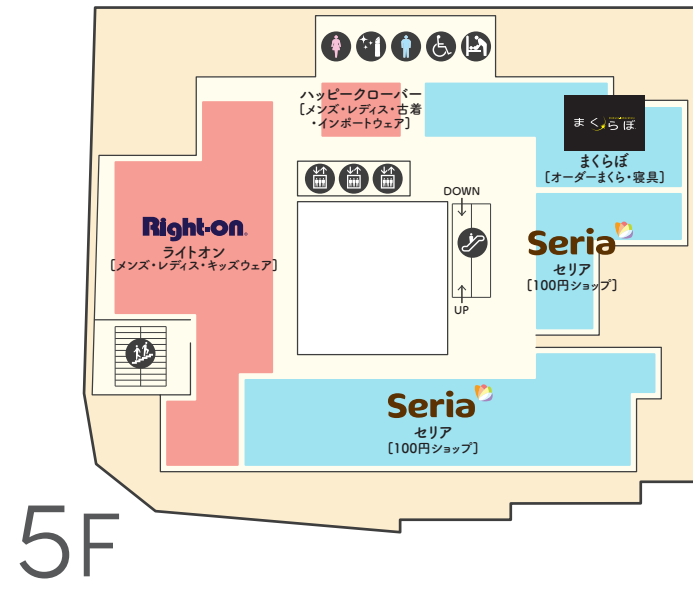 ハッピークローバー
[メンズ・レディス・古着
・インポートウェア]
まくらぼ
まくらぼ
[オーダーまくら・寝具]
DOWN
Right-on.
ライトオン
[メンズ・レディス・キッズウェア]
Seria
セリア
[100円ショップ]
UP
Seria
セリア
[100円ショップ]
5F